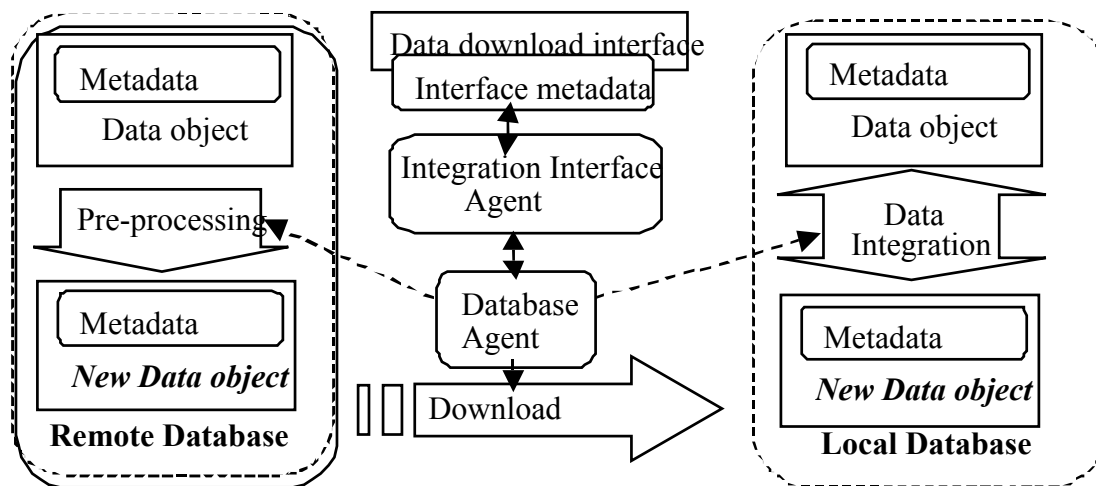 Metadata
Data object
Pre-processing
Metadata
New Data object
Remote Database
Data download interface
Interface metadata
Integration Interface
Agent
Database
Agent
Download
Metadata
Data object
Data
Integration
Metadata
New Data object
Local Database